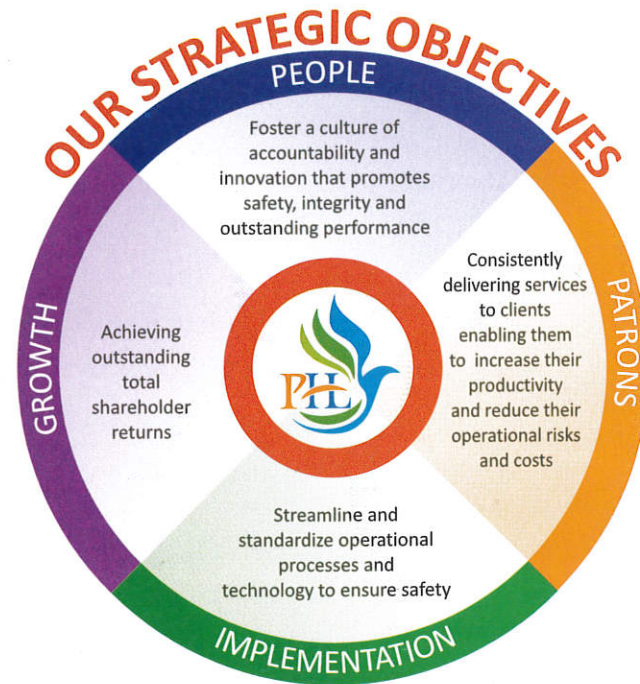 OUR STRATEGIC OBJECTIVES
PEOPLE
Foster a culture of
accountability and
innovation that promotes
safety, integrity and
outstanding performance
PATRONS
Consistently
delivering services
to clients
enabling them
to increase their
productivity
and reduce their
operational risks
and costs
GROWTH
Achieving
outstanding
total
shareholder
returns
PHL
Streamline and
standardize operational
processes and
technology to ensure safety
IMPLEMENTATION